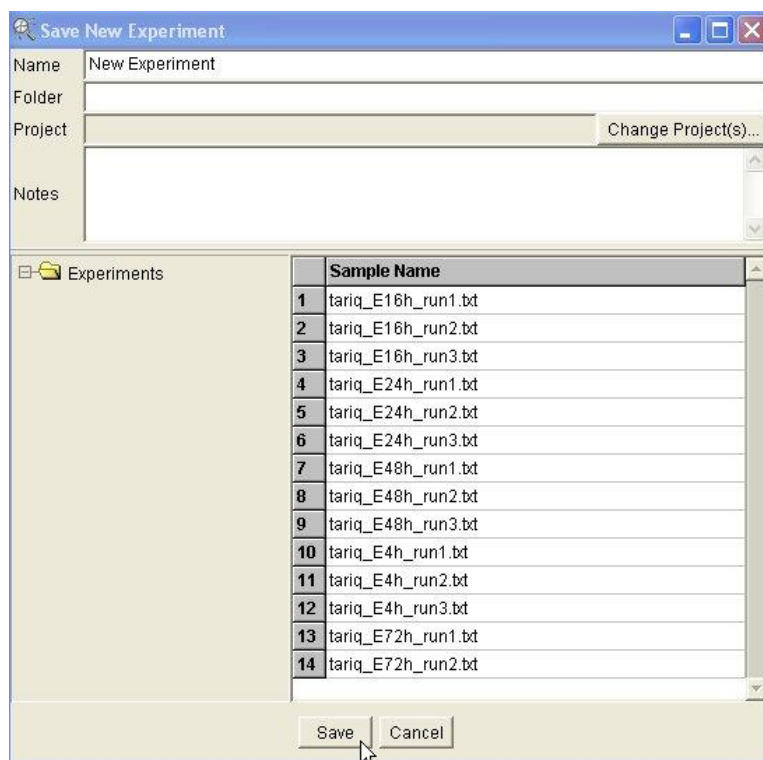 Save New Experiment
Name New Experiment
Folder
Project Change Project(s)...
Notes
Experiments
Sample Name
1 tariq_E16h_run1.txt
2 tariq_E16h_run2.txt
3 tariq_E16h_run3.txt
4 tariq_E24h_run1.txt
5 tariq_E24h_run2.txt
6 tariq_E24h_run3.txt
7 tariq_E48h_run1.txt
8 tariq_E48h_run2.txt
9 tariq_E48h_run3.txt
10 tariq_E4h_run1.txt
11 tariq_E4h_run2.txt
12 tariq_E4h_run3.txt
13 tariq_E72h_run1.txt
14 tariq_E72h_run2.txt
Save Cancel